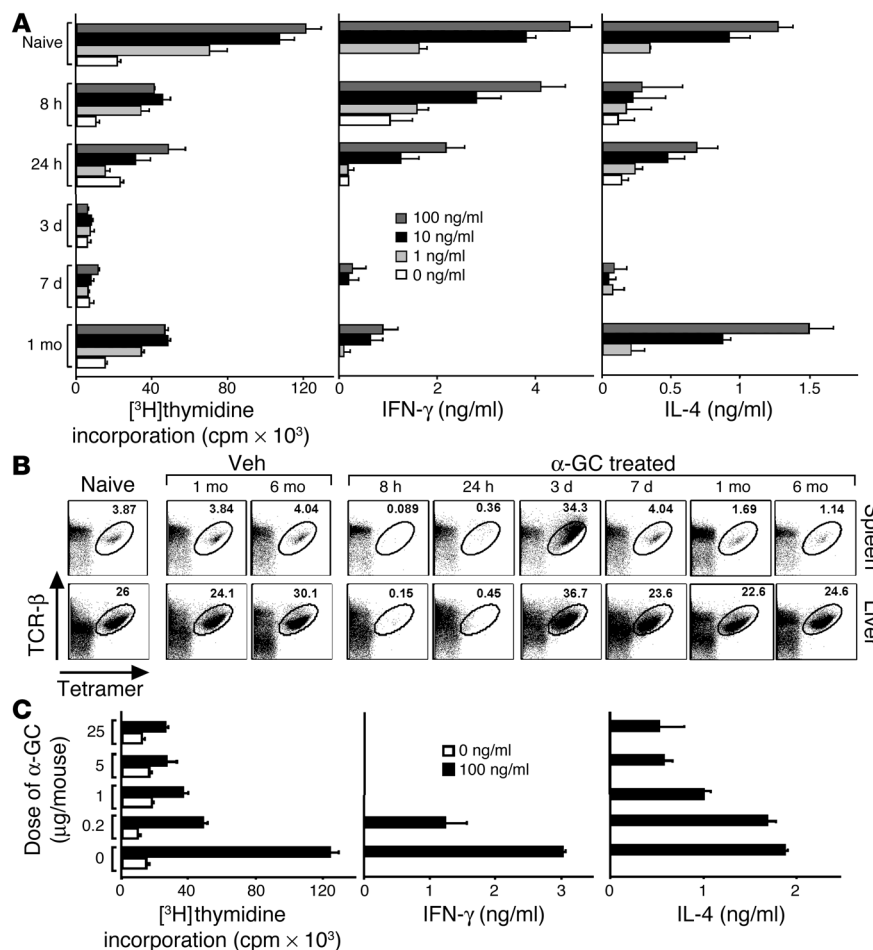 A
Naive
8 h
24 h
3 d
7 d
1 mo
100 ng/ml
10 ng/ml
1 ng/ml
0 ng/ml
0 40 80 120
0 2 4
0 0.5 1 1.5
[³H]thymidine
incorporation (cpm × 10³)
IFN-γ (ng/ml)
IL-4 (ng/ml)
B
Veh
α-GC treated
Naive
1 mo 6 mo
8 h 24 h 3 d 7 d 1 mo 6 mo
3.87 3.84 4.04 0.089 0.36 34.3 4.04 1.69 1.14
Spleen
26 24.1 30.1 0.15 0.45 36.7 23.6 22.6 24.6
Liver
TCR-β
Tetramer
C
Dose of α-GC
(μg/mouse)
25
5
1
0.2
0
0 ng/ml
100 ng/ml
0 40 80 120
0 1 2 3
0 1 2
[³H]thymidine
incorporation (cpm × 10³)
IFN-γ (ng/ml)
IL-4 (ng/ml)